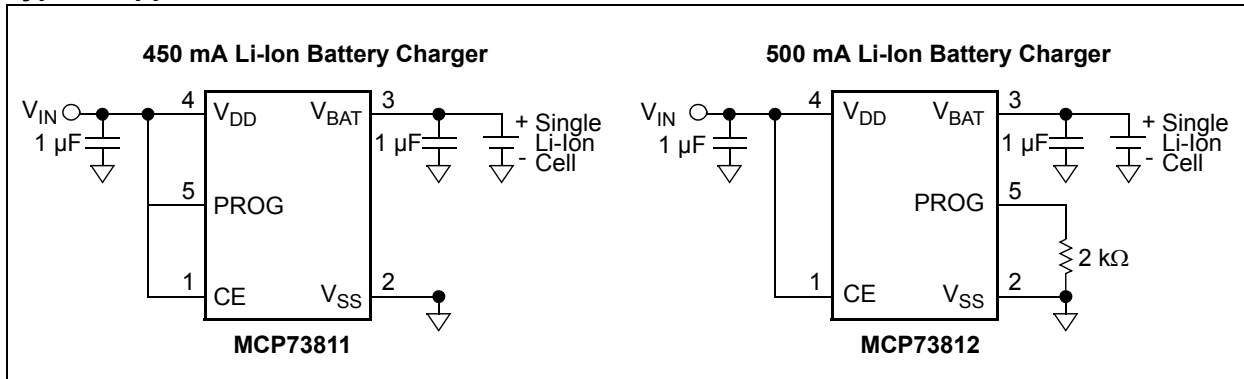 450 mA Li-Ion Battery Charger
V_IN
1 µF
4
V_DD
V_BAT
3
1 µF
+ Single
Li-Ion
- Cell
5
PROG
1
CE
V_SS
2
MCP73811
500 mA Li-Ion Battery Charger
V_IN
1 µF
4
V_DD
V_BAT
3
1 µF
+ Single
Li-Ion
- Cell
PROG
5
2 kΩ
1
CE
V_SS
2
MCP73812